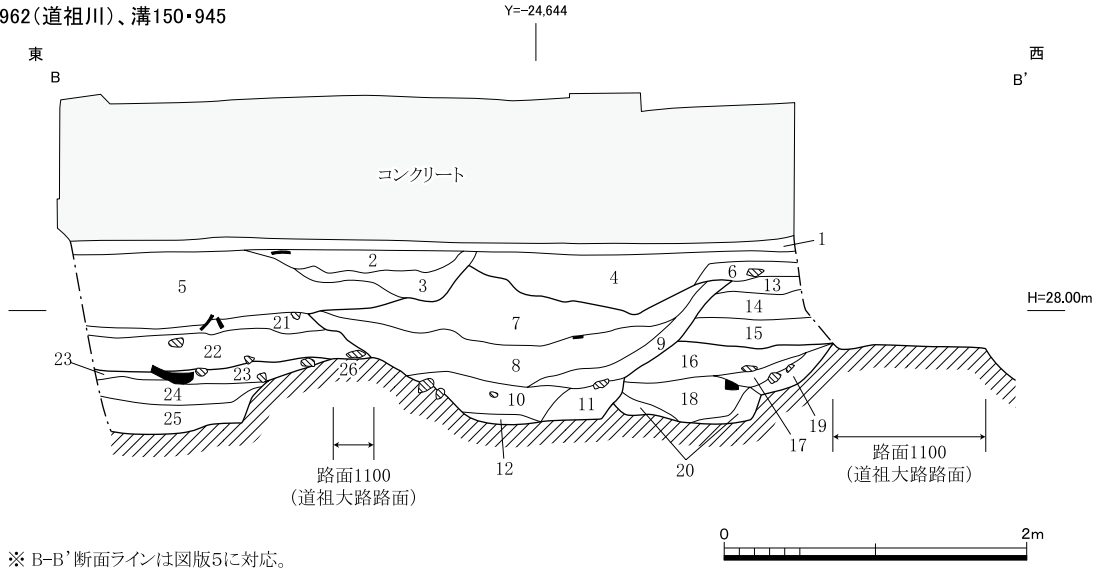 962(道祖川)、溝150・945
Y=-24,644
東
西
B
B’
コンクリート
1
2
3
4
5
6
13
14
7
15
H=28.00m
21
22
8
9
16
23
23
26
24
10
11
18
17
19
25
12
20
路面1100
(道祖大路路面)
路面1100
(道祖大路路面)
0
2m
※ B-B’断面ラインは図版5に対応。